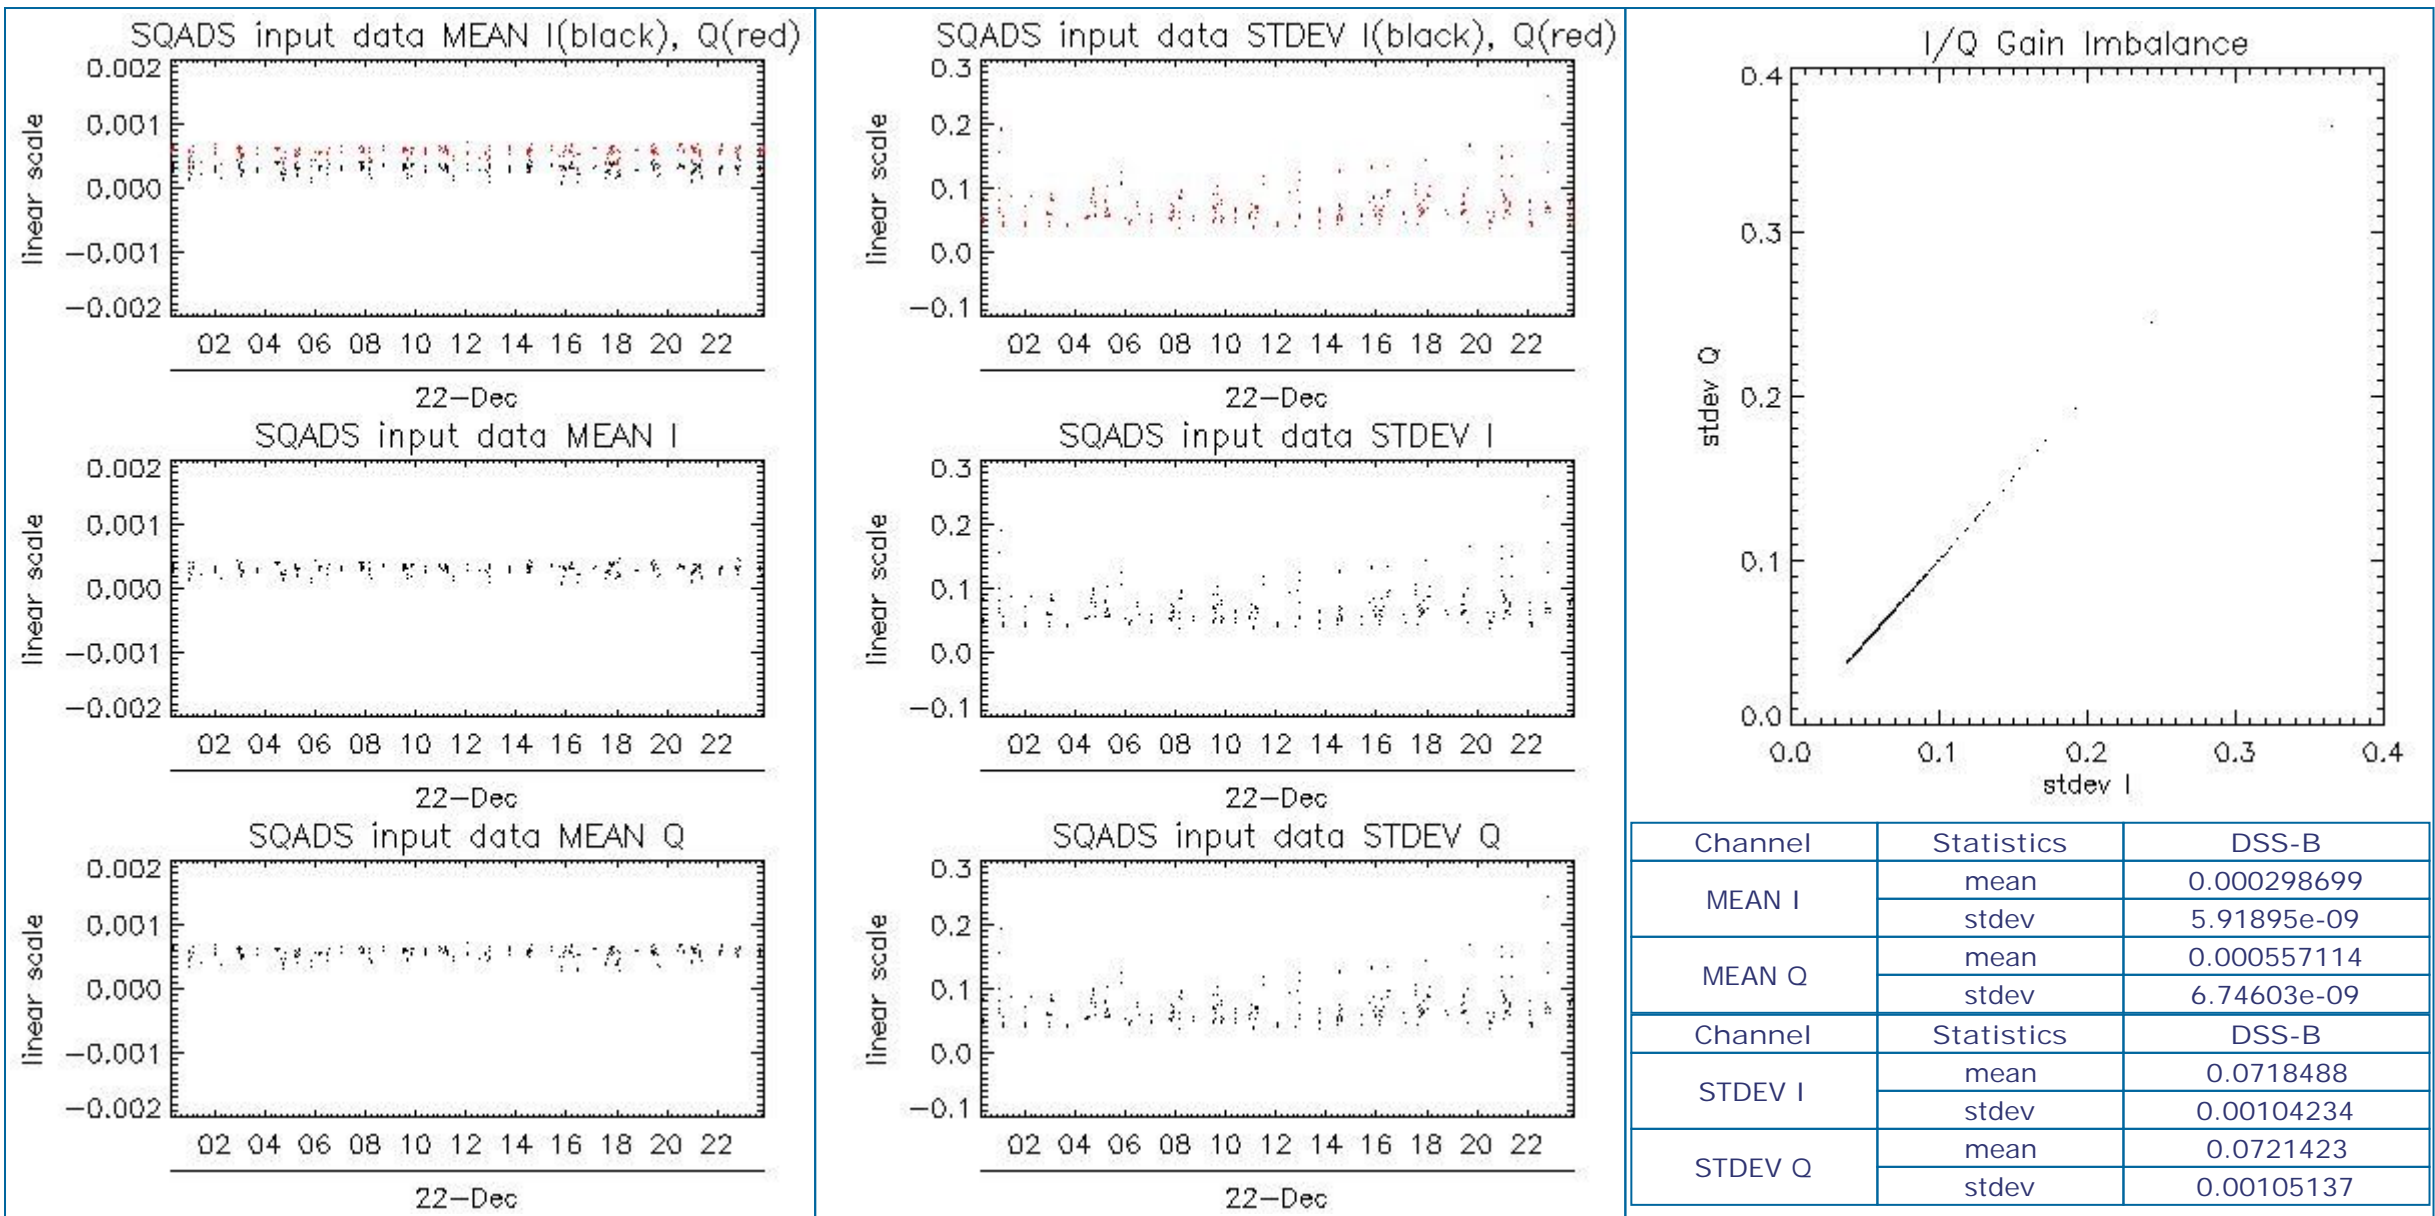 SQADS input data MEAN I(black), Q(red)
0.002
0.001
0.000
−0.001
−0.002
linear scale
02 04 06 08 10 12 14 16 18 20 22
22−Dec
SQADS input data MEAN I
0.002
0.001
0.000
−0.001
−0.002
linear scale
02 04 06 08 10 12 14 16 18 20 22
22−Dec
SQADS input data MEAN Q
0.002
0.001
0.000
−0.001
−0.002
linear scale
02 04 06 08 10 12 14 16 18 20 22
22−Dec
SQADS input data STDEV I(black), Q(red)
0.3
0.2
0.1
0.0
−0.1
linear scale
02 04 06 08 10 12 14 16 18 20 22
22−Dec
SQADS input data STDEV I
0.3
0.2
0.1
0.0
−0.1
linear scale
02 04 06 08 10 12 14 16 18 20 22
22−Dec
SQADS input data STDEV Q
0.3
0.2
0.1
0.0
−0.1
linear scale
02 04 06 08 10 12 14 16 18 20 22
22−Dec
I/Q Gain Imbalance
0.4
0.3
0.2
0.1
0.0
stdev Q
0.0 0.1 0.2 0.3 0.4
stdev I
Channel Statistics DSS-B
MEAN I mean 0.000298699
stdev 5.91895e-09
MEAN Q mean 0.000557114
stdev 6.74603e-09
Channel Statistics DSS-B
STDEV I mean 0.0718488
stdev 0.00104234
STDEV Q mean 0.0721423
stdev 0.00105137